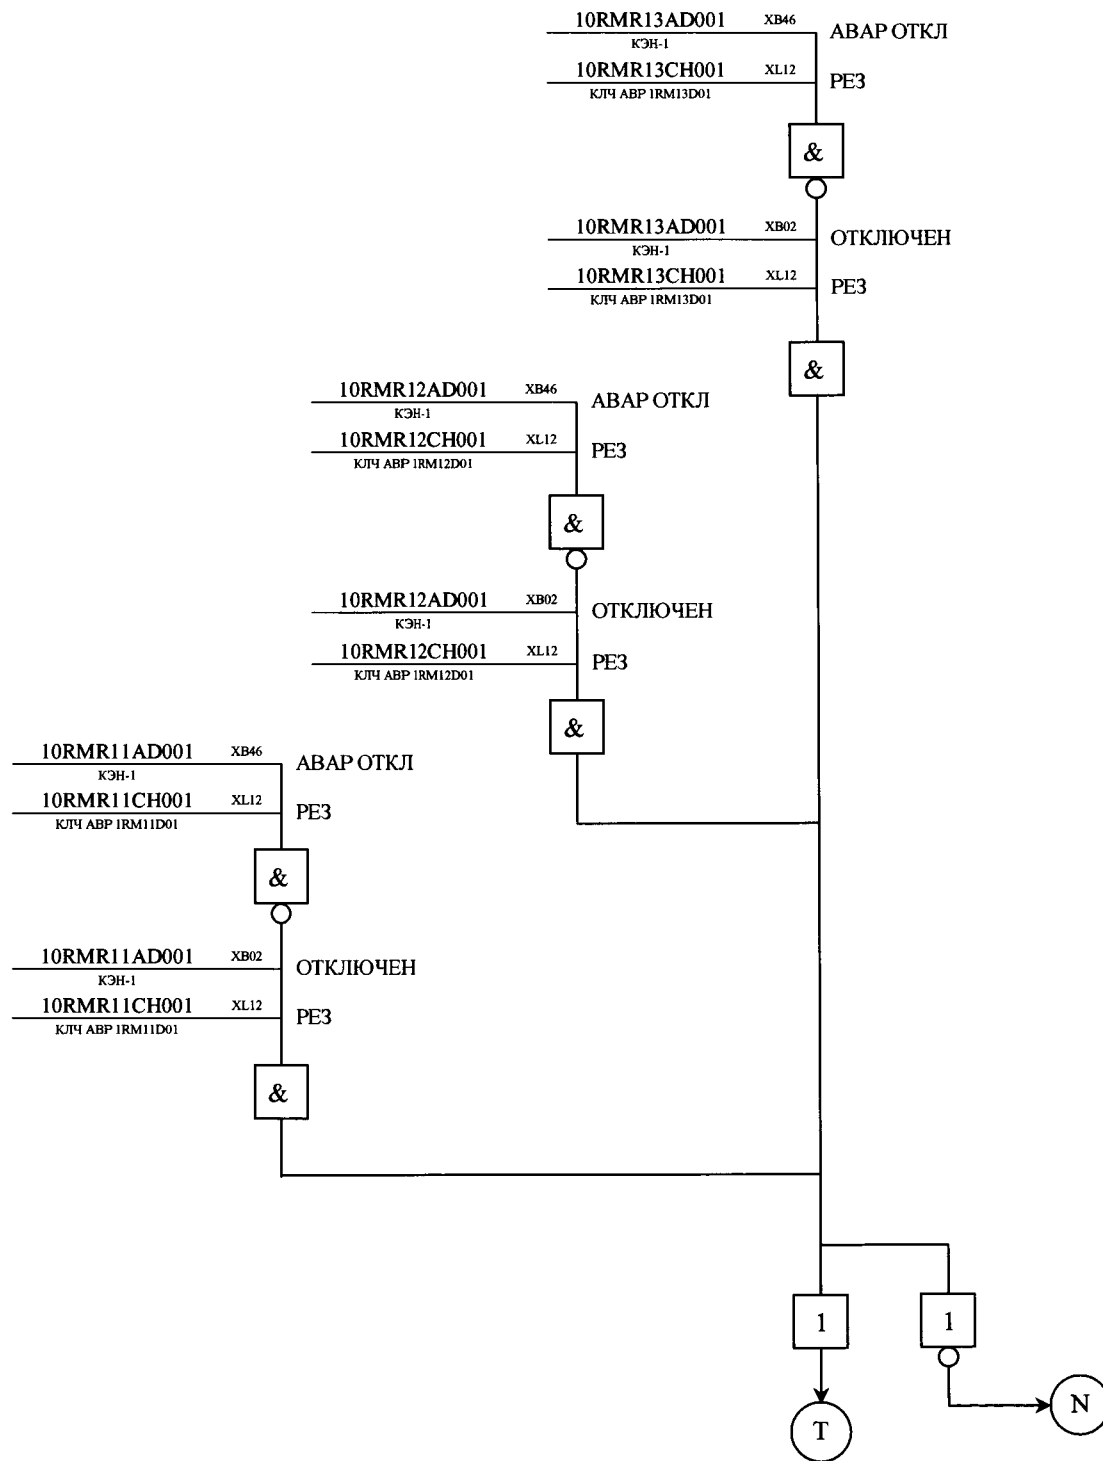 10RMR13AD001 XB46 АВАР ОТКЛ
КЭН-1
10RMR13CH001 XL12 РЕЗ
КЛЧ АВР 1RM13D01
&
10RMR13AD001 XB02 ОТКЛЮЧЕН
КЭН-1
10RMR13CH001 XL12 РЕЗ
КЛЧ АВР 1RM13D01
&
10RMR12AD001 XB46 АВАР ОТКЛ
КЭН-1
10RMR12CH001 XL12 РЕЗ
КЛЧ АВР 1RM12D01
&
10RMR12AD001 XB02 ОТКЛЮЧЕН
КЭН-1
10RMR12CH001 XL12 РЕЗ
КЛЧ АВР 1RM12D01
&
10RMR11AD001 XB46 АВАР ОТКЛ
КЭН-1
10RMR11CH001 XL12 РЕЗ
КЛЧ АВР 1RM11D01
&
10RMR11AD001 XB02 ОТКЛЮЧЕН
КЭН-1
10RMR11CH001 XL12 РЕЗ
КЛЧ АВР 1RM11D01
&
1 1
T N